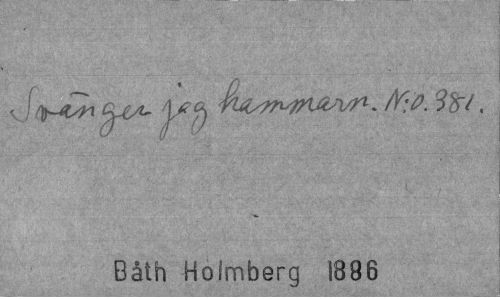 Svänger jag hammarn. N:o. 381.
Båth Holmberg 1886